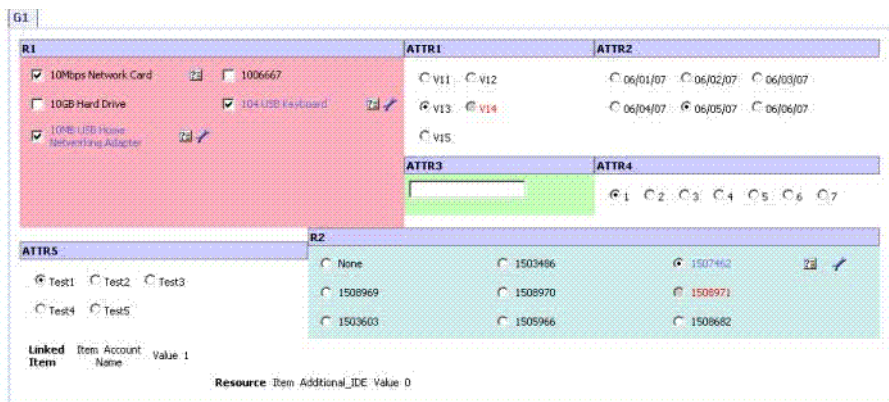 G1
R1
10Mbps Network Card
1006667
10GB Hard Drive
104 USB Keyboard
10MB USB Home
Networking Adapter
ATTR1
V11 V12
V13 V14
V15
ATTR2
06/01/07 06/02/07 06/03/07
06/04/07 06/05/07 06/06/07
ATTR3
ATTR4
1 2 3 4 5 6 7
ATTR5
Test1 Test2 Test3
Test4 Test5
R2
None 1503486 1507462
1508969 1508970 1508971
1503603 1505966 1508682
Linked Item Item Account Name Value 1
Resource Item Additional_IDE Value 0